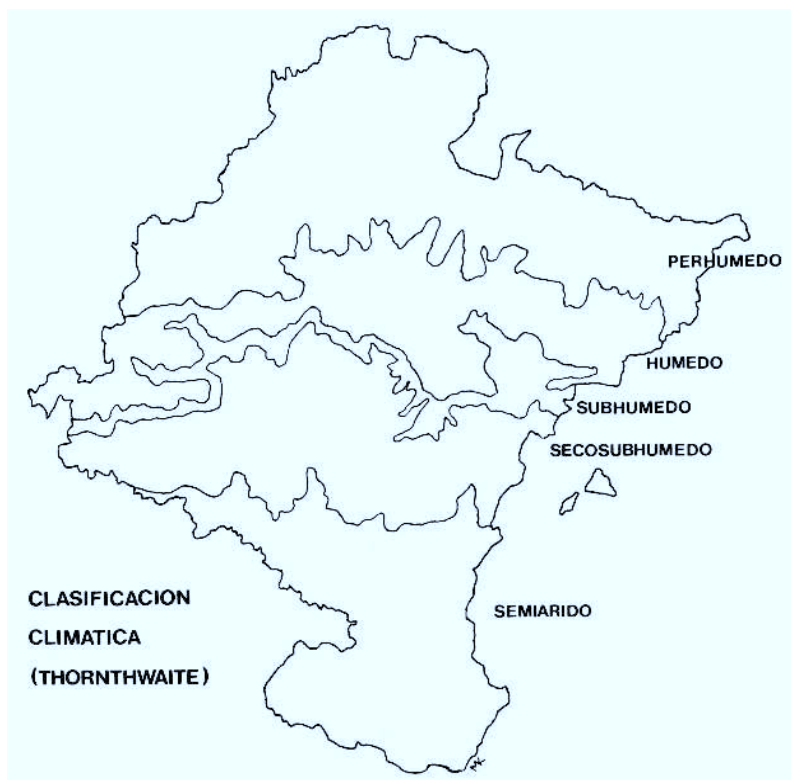 PERHUMEDO
HUMEDO
SUBHUMEDO
SECOSUBHUMEDO
SEMIARIDO
CLASIFICACION
CLIMATICA
(THORNTHWAITE)